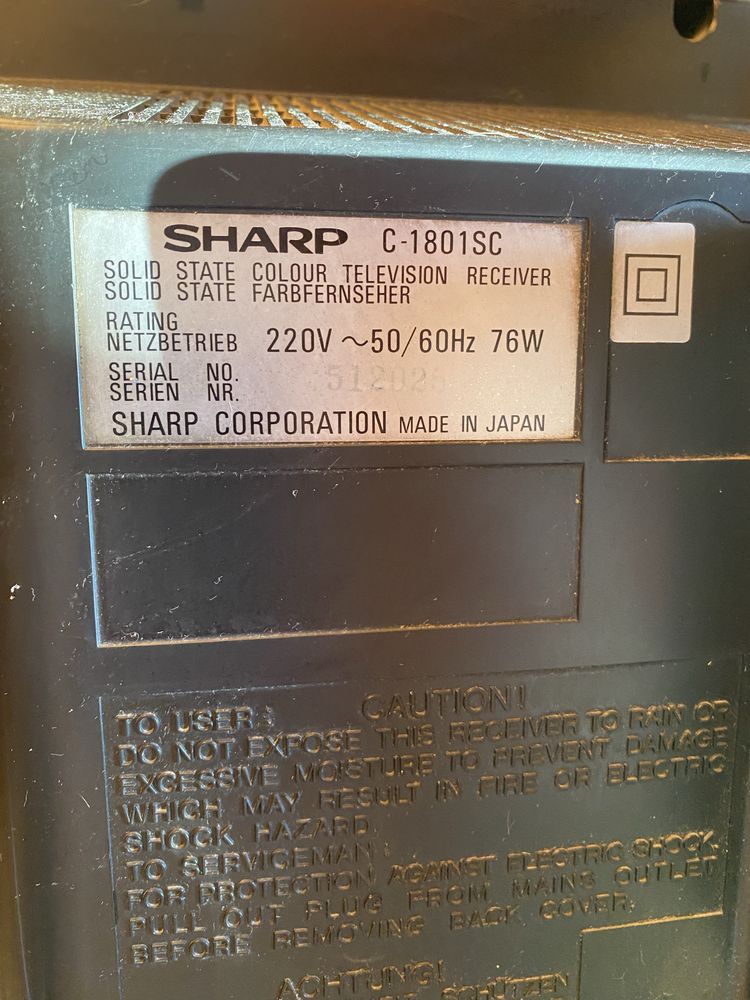 SHARP C-1801SC
SOLID STATE COLOUR TELEVISION RECEIVER
SOLID STATE FARBFERNSEHER
RATING
NETZBETRIEB 220V ~50/60Hz 76W
SERIAL NO.
SERIEN NR.
SHARP CORPORATION MADE IN JAPAN
CAUTION!
TO USER:
DO NOT EXPOSE THIS RECEIVER TO RAIN OR
EXCESSIVE MOISTURE TO PREVENT DAMAGE
WHICH MAY RESULT IN FIRE OR ELECTRIC
SHOCK HAZARD.
TO SERVICEMAN:
FOR PROTECTION AGAINST ELECTRIC SHOCK,
PULL OUT PLUG FROM MAINS OUTLET
BEFORE REMOVING BACK COVER.
ACHTUNG!
SCHÜTZEN